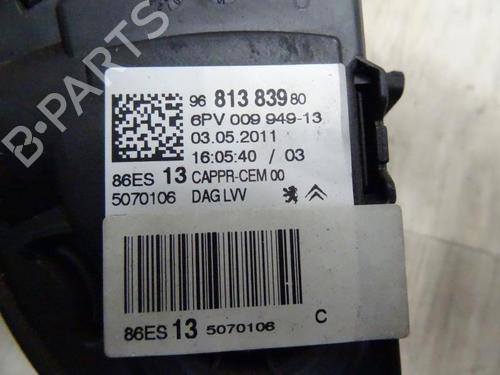 96 813 839 80
6PV 009 949-13
03.05.2011
16:05:40 / 03
86ES 13 CAPPR-CEM 00
5070106 DAG LVV
86ES 13 5070106 C